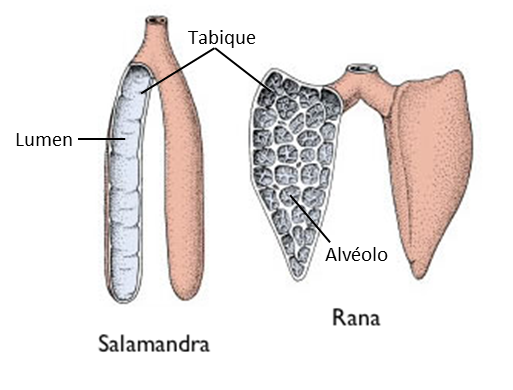 Tabique
Lumen
Alvéolo
Salamandra
Rana